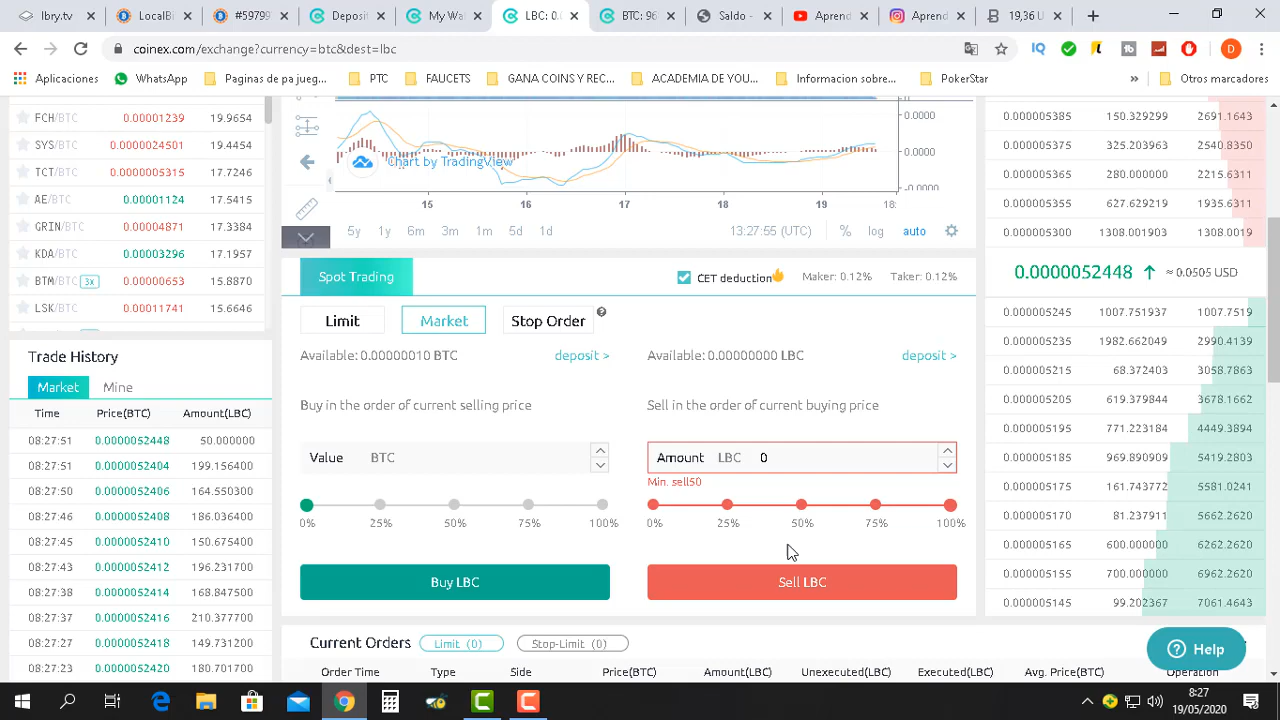 lbry.tv
LocalB
#59799
Deposi
My Wa
LBC: 0.0
BTC: 96
Saldo
Aprend
Aprend
19,36
coinex.com/exchange?currency=btc&dest=lbc
Aplicaciones
WhatsApp
Paginas de pa jueg...
PTC
FAUCETS
GANA COINS Y REC...
ACADEMIA DE YOU...
Informacion sobre...
PokerStar
»
Otros marcadores
FCH/BTC 0.00001239 19.9654
SYS/BTC 0.0000024501 19.4454
TCT/BTC 0.000005315 17.7246
AE/BTC 0.00001124 17.5415
GRIN/BTC 0.00004871 17.3384
KDA/BTC 0.00003296 17.1957
BTM/BTC 3x 0.00000653 15.8870
LSK/BTC 0.00011741 15.6646
Trade History
Market Mine
Time Price(BTC) Amount(LBC)
08:27:51 0.0000052448 50.000000
08:27:51 0.0000052404 199.156400
08:27:50 0.0000052456 164.550300
08:27:46 0.0000052408 186.036400
08:27:45 0.0000052410 150.675400
08:27:43 0.0000052412 196.231700
08:27:38 0.0000052414 168.847500
08:27:36 0.0000052416 210.377700
08:27:27 0.0000052418 149.731200
08:27:23 0.0000052420 180.701700
Chart by TradingView
0.0000
0.0000
-0.0000
15 16 17 18 19 18:
5y 1y 6m 3m 1m 5d 1d
13:27:55 (UTC)
% log auto
Spot Trading
CET deduction
Maker: 0.12% Taker: 0.12%
Limit Market Stop Order
Available: 0.00000010 BTC deposit >
Buy in the order of current selling price
Value BTC
0% 25% 50% 75% 100%
Buy LBC
Available: 0.00000000 LBC deposit >
Sell in the order of current buying price
Amount LBC 0
Min. sell50
0% 25% 50% 75% 100%
Sell LBC
Current Orders Limit (0) Stop-Limit (0)
Order Time Type Side Price(BTC) Amount(LBC) Unexecuted(LBC) Executed(LBC) Avg. Price(BTC) Operation
0.000005385 150.329299 2691.1643
0.000005375 325.203963 2540.8350
0.000005365 280.000000 2215.6311
0.000005355 627.629219 1935.6311
0.000005300 1308.001903 1308.0019
0.0000052448 ↑ ≈ 0.0505 USD
0.000005245 1007.751937 1007.7519
0.000005235 1982.662049 2990.4139
0.000005215 68.372403 3058.7863
0.000005205 619.379844 3678.1662
0.000005195 771.223184 4449.3894
0.000005185 969.890909 5419.2803
0.000005175 161.743772 5581.0241
0.000005170 81.237911 5662.2620
0.000005165 600.000000 6262.2620
0.000005155 700.000000 6962.2620
0.000005145 99.202367 7061.4643
Help
8:27
19/05/2020